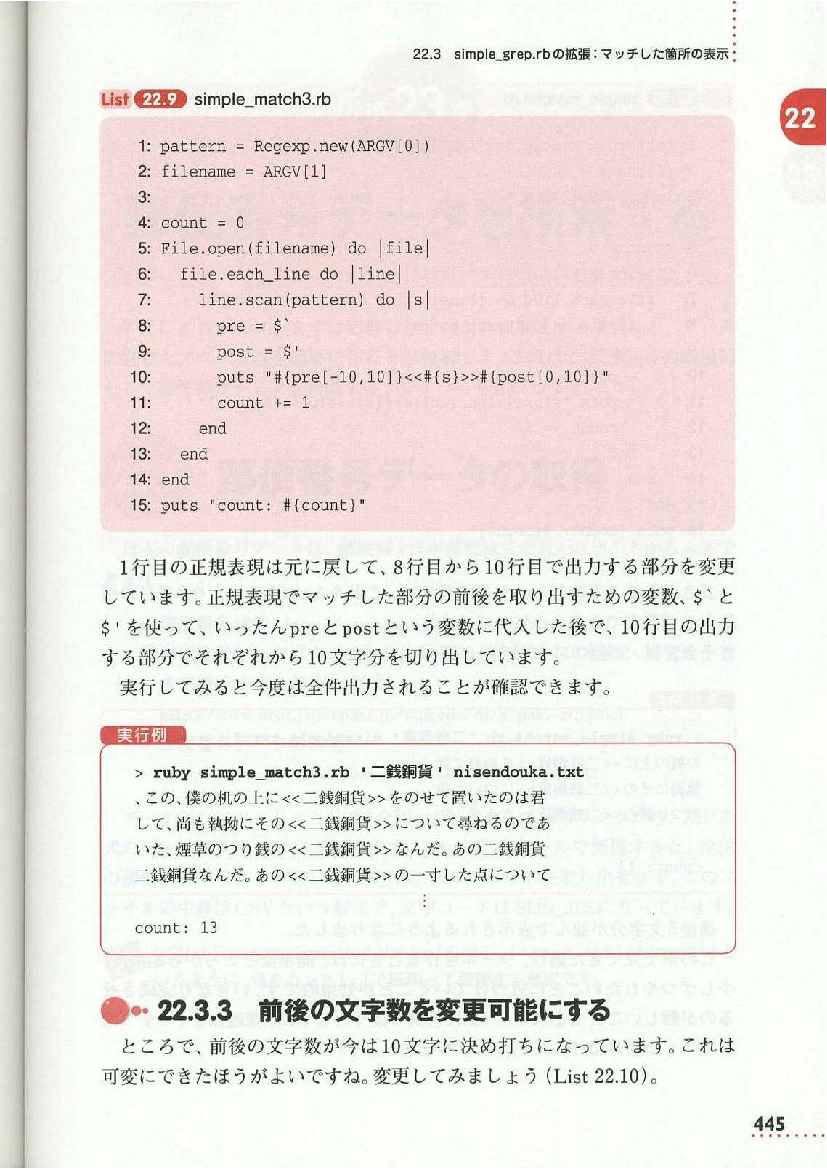 22.3 simple_grep.rbの拡張：マッチした箇所の表示
22
List 22.9 simple_match3.rb
1: pattern = Regexp.new(ARGV[0])
2: filename = ARGV[1]
3:
4: count = 0
5: File.open(filename) do |file|
6:   file.each_line do |line|
7:     line.scan(pattern) do |s|
8:       pre = $`
9:       post = $'
10:       puts "#{pre[-10,10]}<<#{s}>>#{post[0,10]}"
11:       count += 1
12:     end
13:   end
14: end
15: puts "count: #{count}"
1行目の正規表現は元に戻して、8行目から10行目で出力する部分を変更
しています。正規表現でマッチした部分の前後を取り出すための変数、$`と
$'を使って、いったんpreとpostという変数に代入した後で、10行目の出力
する部分でそれぞれから10文字分を切り出しています。
実行してみると今度は全件出力されることが確認できます。
実行例
> ruby simple_match3.rb '二銭銅貨' nisendouka.txt
、この、僕の机の上に<<二銭銅貨>>をのせて置いたのは君
して、尚も執拗にその<<二銭銅貨>>について尋ねるのであ
いた、煙草のつり銭の<<二銭銅貨>>なんだ。あの二銭銅貨
二銭銅貨なんだ。あの<<二銭銅貨>>の一寸した点について
⋮
count: 13
22.3.3 前後の文字数を変更可能にする
ところで、前後の文字数が今は10文字に決め打ちになっています。これは
可変にできたほうがよいですね。変更してみましょう（List 22.10）。
445